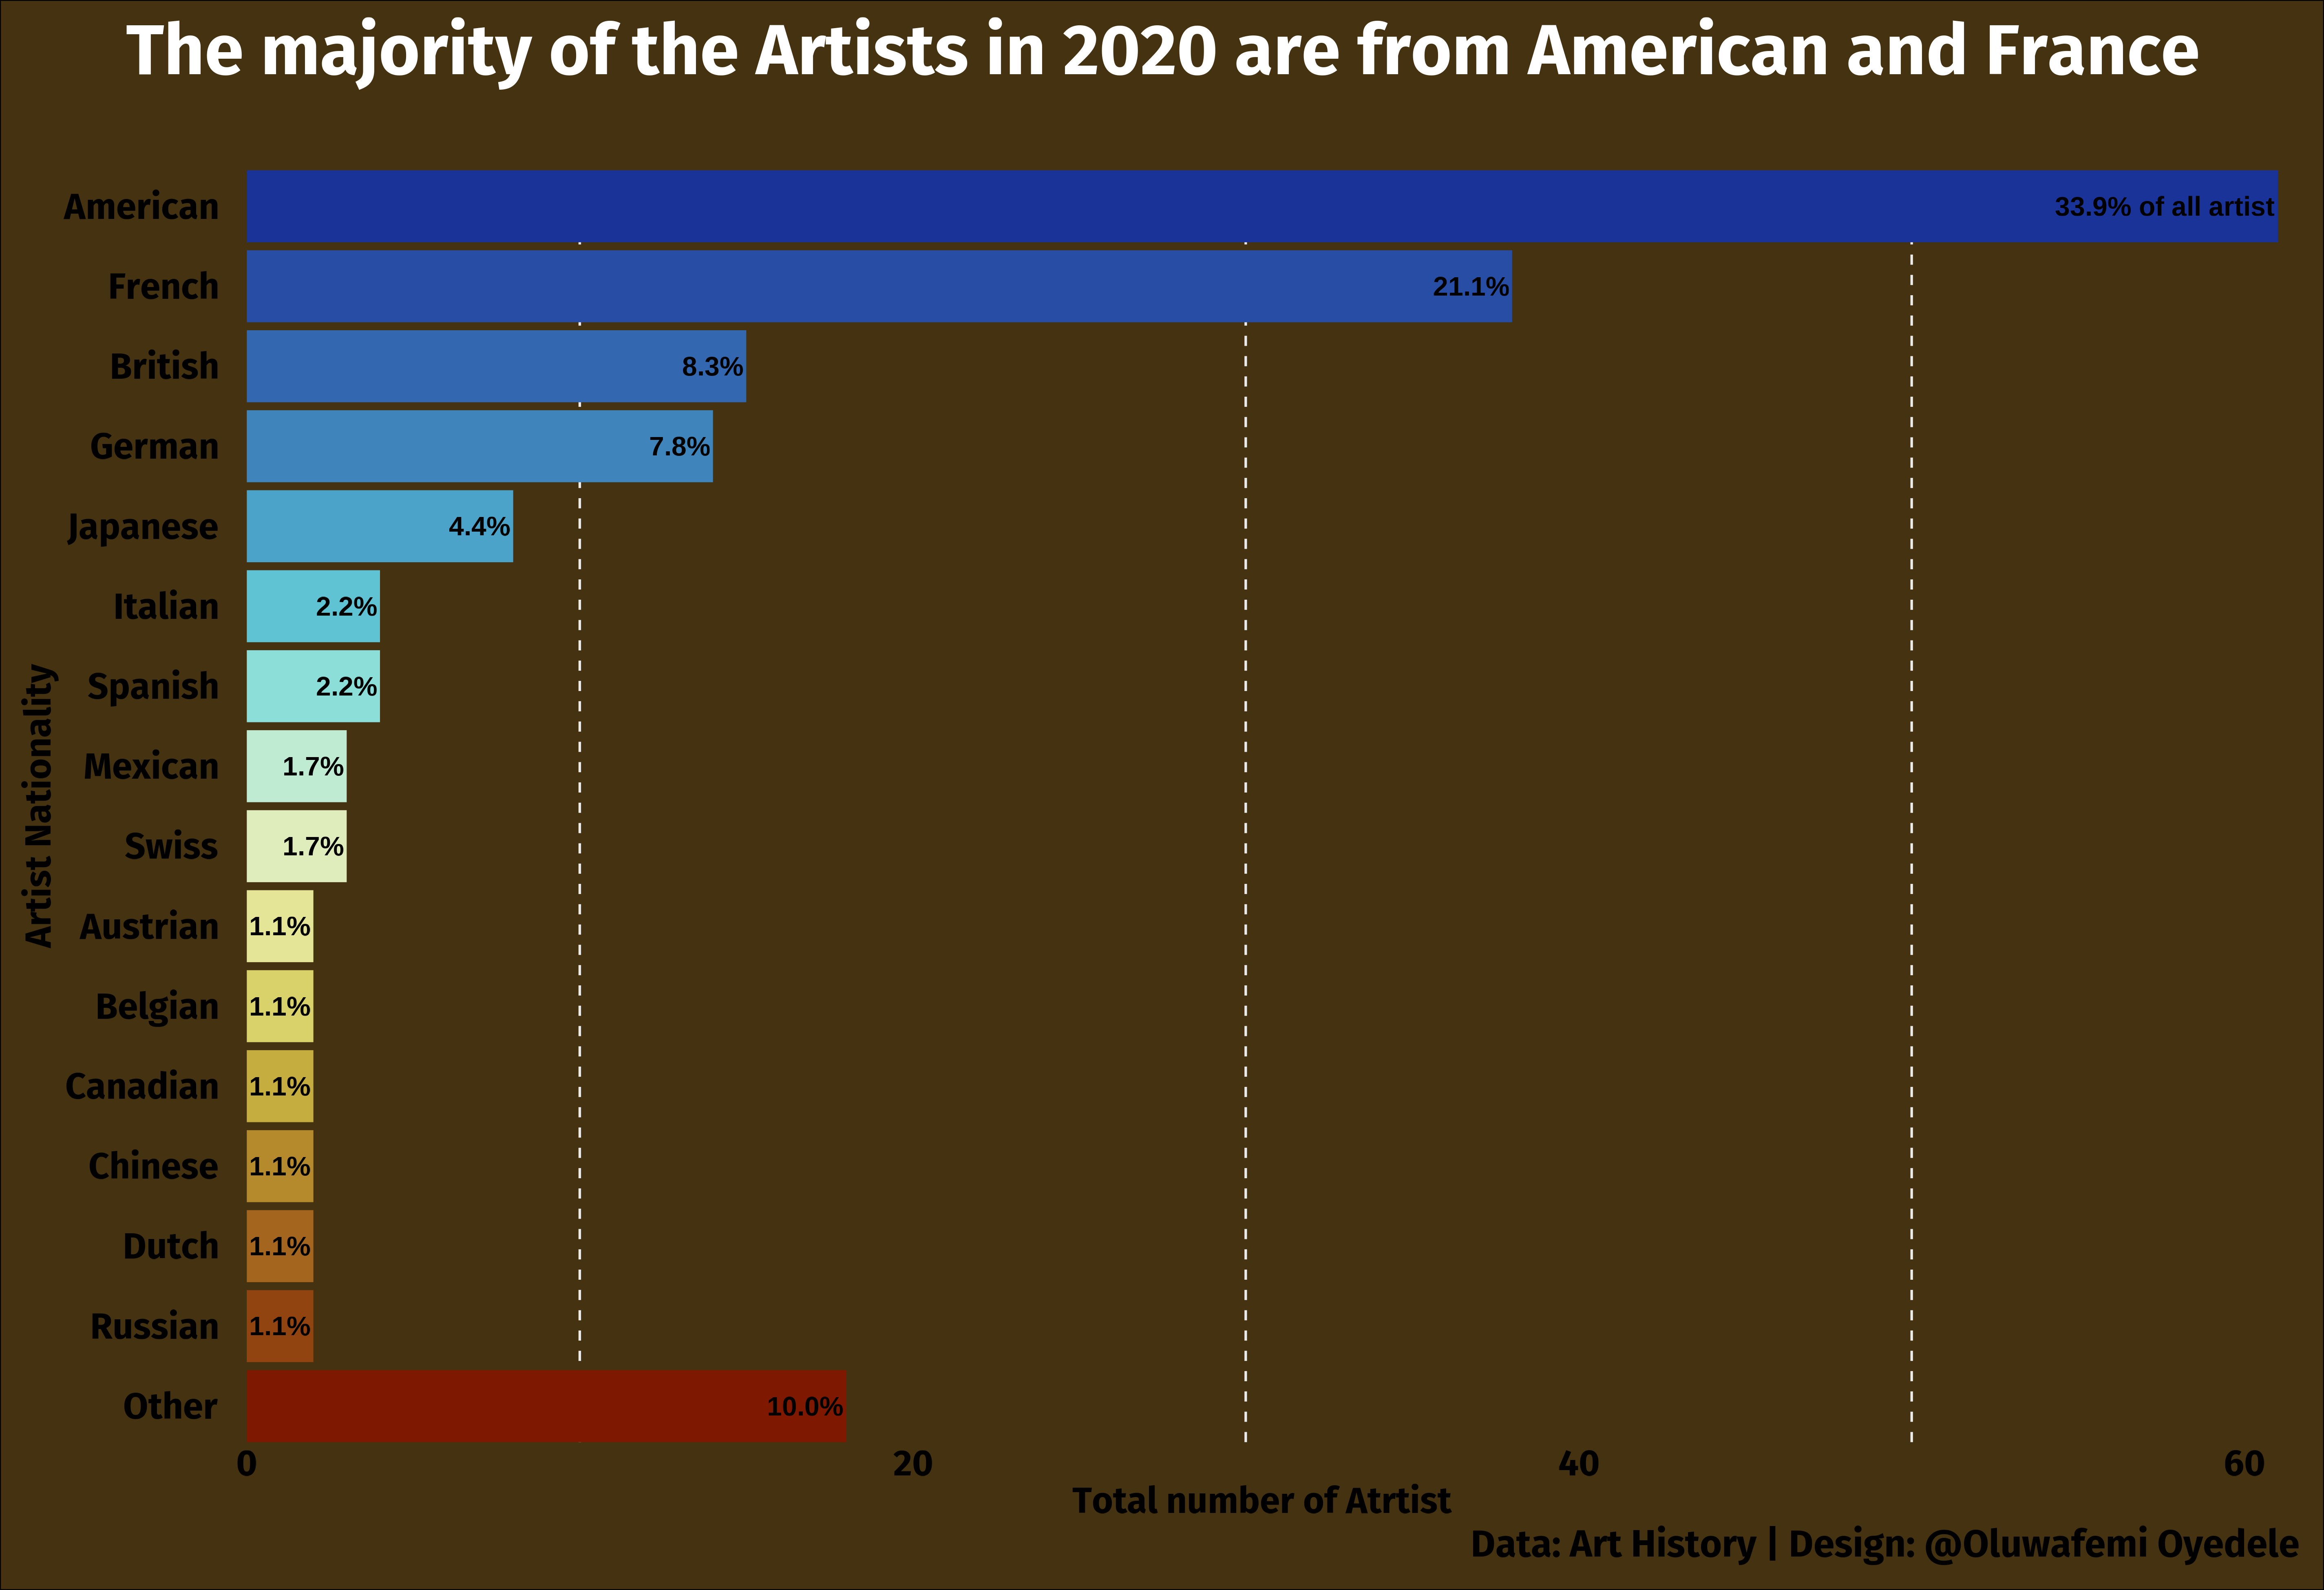 The majority of the Artists in 2020 are from American and France
American
33.9% of all artist
French
21.1%
British
8.3%
German
7.8%
Japanese
4.4%
Italian
2.2%
Spanish
2.2%
Mexican
1.7%
Swiss
1.7%
Austrian
1.1%
Belgian
1.1%
Canadian
1.1%
Chinese
1.1%
Dutch
1.1%
Russian
1.1%
Other
10.0%
Artist Nationality
0 20 40 60
Total number of Atrtist
Data: Art History | Design: @Oluwafemi Oyedele